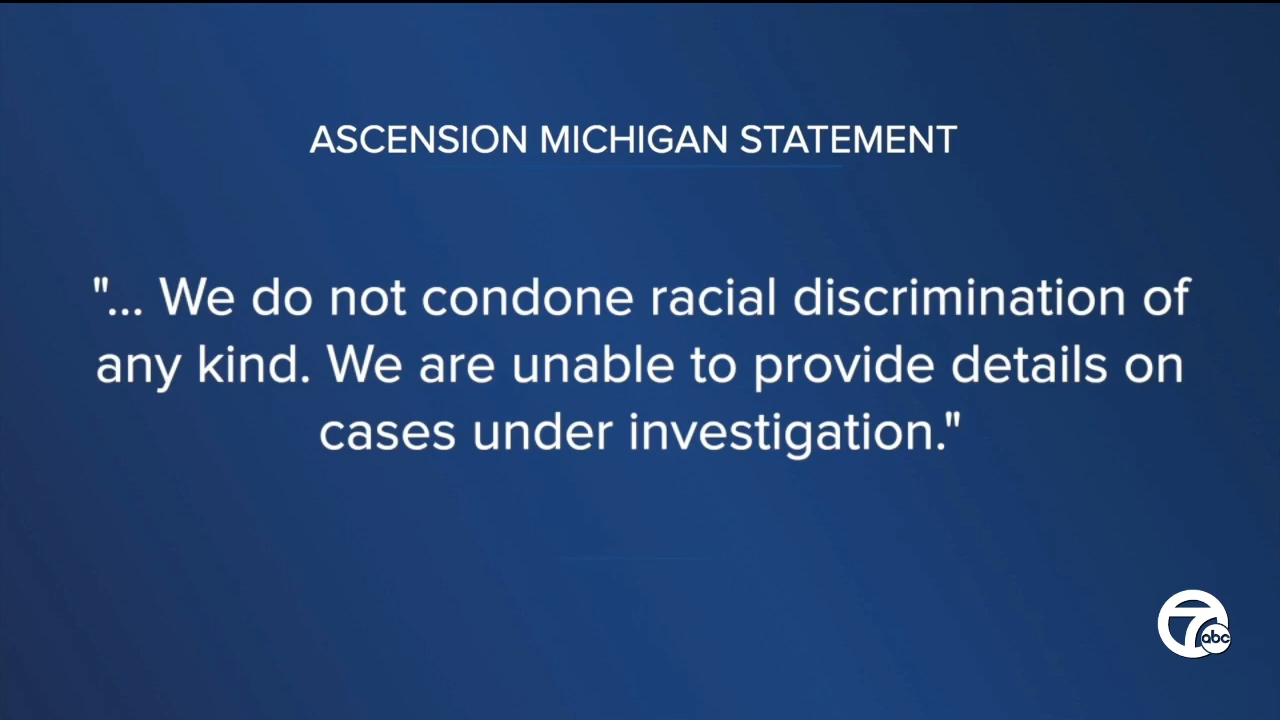 ASCENSION MICHIGAN STATEMENT
"... We do not condone racial discrimination of
any kind. We are unable to provide details on
cases under investigation."
7 abc